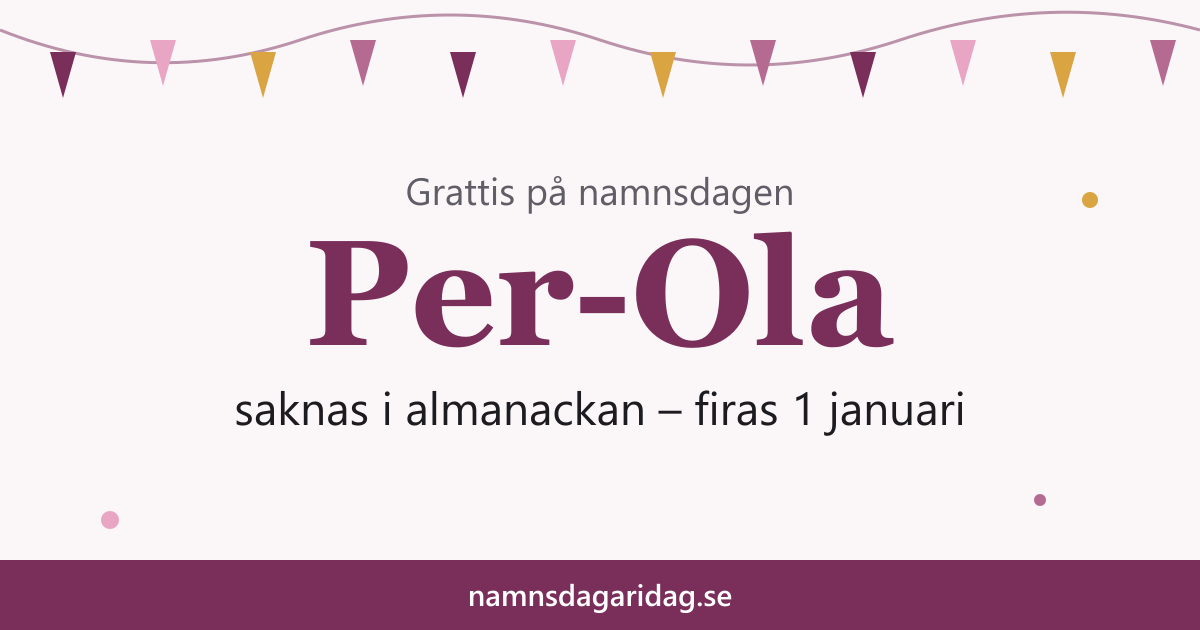 Grattis på namnsdagen
Per-Ola
saknas i almanackan – firas 1 januari
namnsdagaridag.se